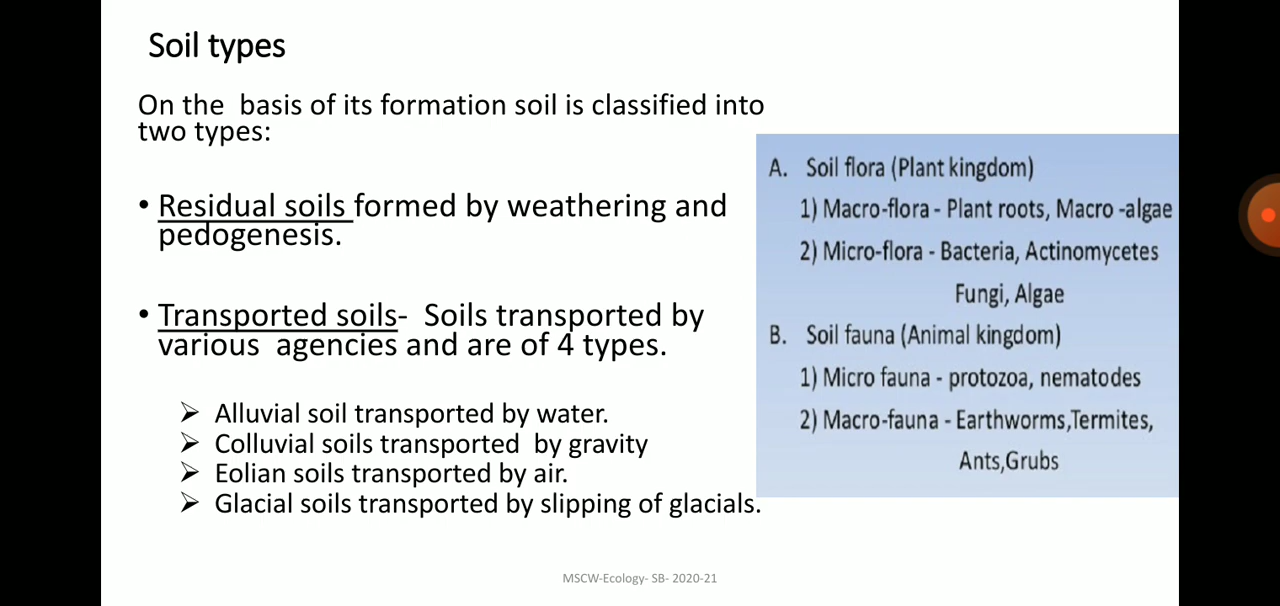 Soil types
On the basis of its formation soil is classified into
two types:
• Residual soils formed by weathering and
pedogenesis.
• Transported soils- Soils transported by
various agencies and are of 4 types.
➢ Alluvial soil transported by water.
➢ Colluvial soils transported by gravity
➢ Eolian soils transported by air.
➢ Glacial soils transported by slipping of glacials.
A. Soil flora (Plant kingdom)
1) Macro-flora - Plant roots, Macro -algae
2) Micro-flora - Bacteria, Actinomycetes
Fungi, Algae
B. Soil fauna (Animal kingdom)
1) Micro fauna - protozoa, nematodes
2) Macro-fauna - Earthworms,Termites,
Ants,Grubs
MSCW-Ecology- SB- 2020-21